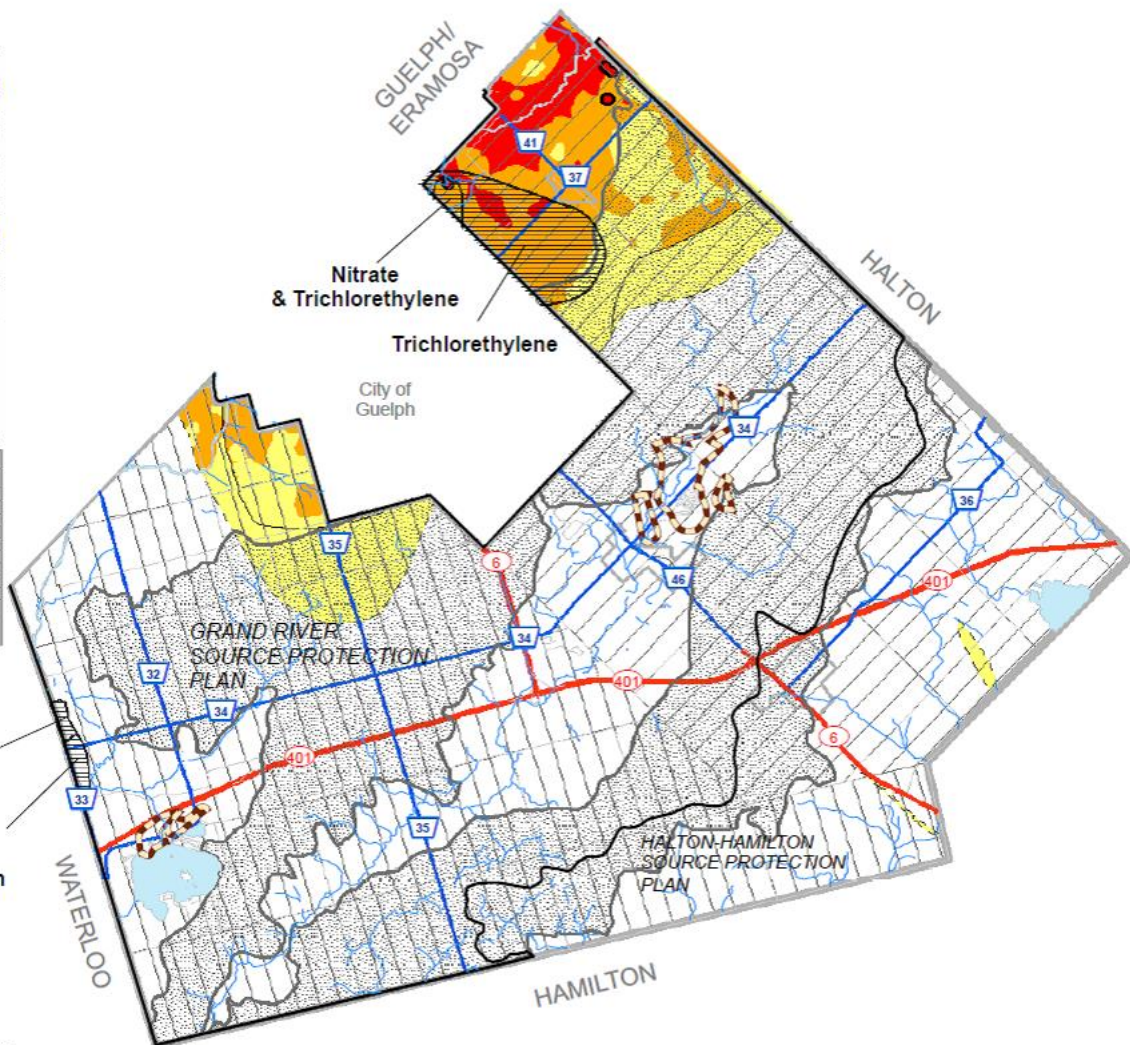 GUELPH/
ERAMOSA
41
37
Nitrate
& Trichlorethylene
Trichlorethylene
HALTON
City of
Guelph
34
36
35
6
46
401
GRAND RIVER
SOURCE PROTECTION
PLAN
34
32
401
34
6
401
33
35
HALTON-HAMILTON
SOURCE PROTECTION
PLAN
WATERLOO
HAMILTON